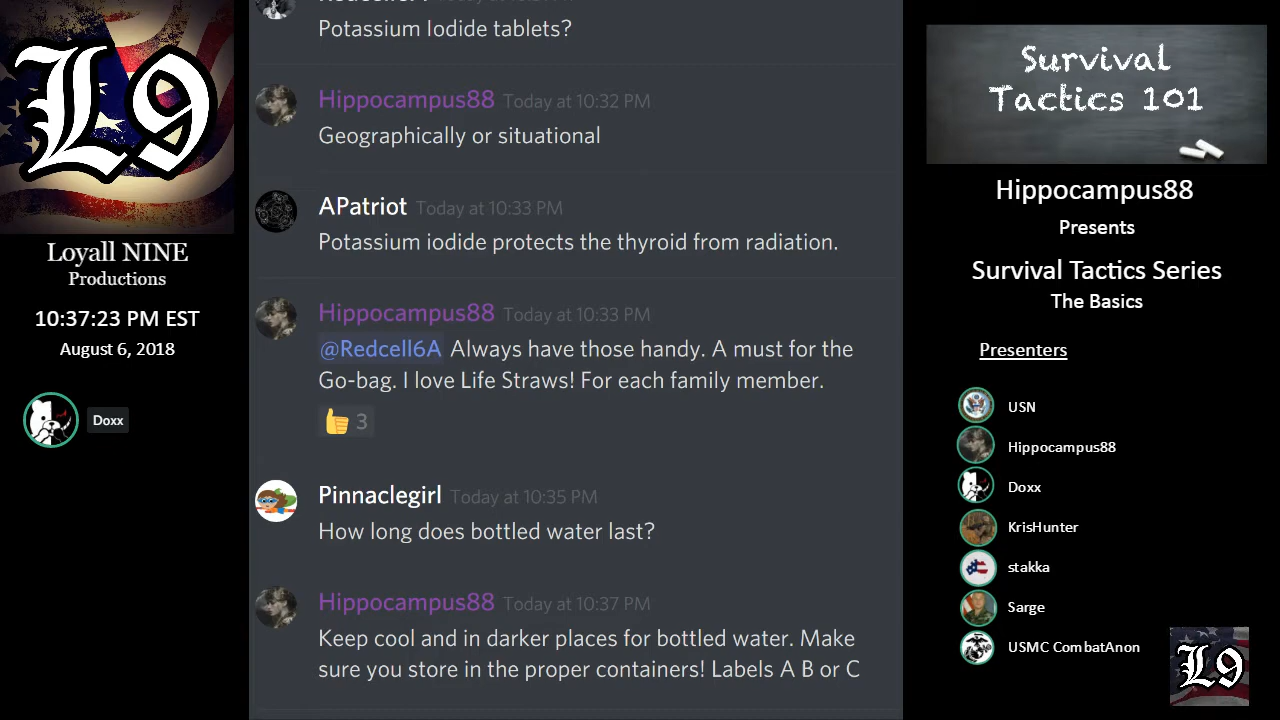 L9
Loyall NINE
Productions
10:37:23 PM EST
August 6, 2018
Doxx
Today at
Potassium Iodide tablets?
Hippocampus88 Today at 10:32 PM
Geographically or situational
APatriot Today at 10:33 PM
Potassium iodide protects the thyroid from radiation.
Hippocampus88 Today at 10:33 PM
@Redcell6A Always have those handy. A must for the
Go-bag. I love Life Straws! For each family member.
3
Pinnaclegirl Today at 10:35 PM
How long does bottled water last?
Hippocampus88 Today at 10:37 PM
Keep cool and in darker places for bottled water. Make
sure you store in the proper containers! Labels A B or C
Survival
Tactics 101
Hippocampus88
Presents
Survival Tactics Series
The Basics
Presenters
USN
Hippocampus88
Doxx
KrisHunter
stakka
Sarge
USMC CombatAnon
L9